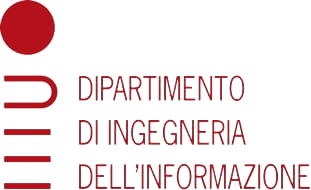 DIPARTIMENTO
DI INGEGNERIA
DELL'INFORMAZIONE